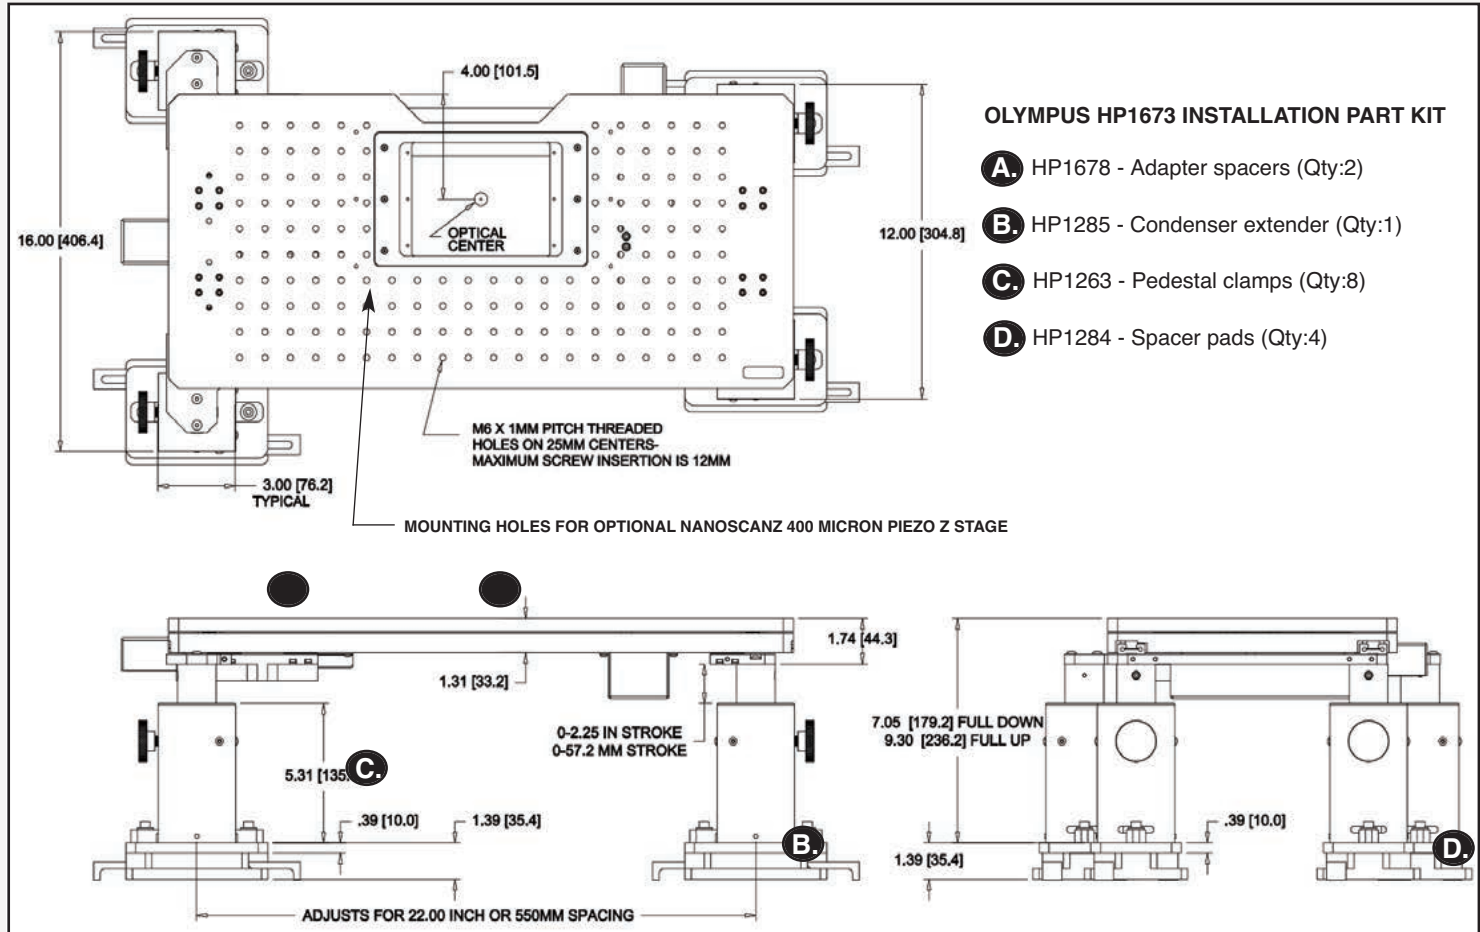 4.00 [101.5]
OLYMPUS HP1673 INSTALLATION PART KIT
A. HP1678 - Adapter spacers (Qty:2)
B. HP1285 - Condenser extender (Qty:1)
C. HP1263 - Pedestal clamps (Qty:8)
D. HP1284 - Spacer pads (Qty:4)
16.00 [406.4]
OPTICAL
CENTER
12.00 [304.8]
M6 X 1MM PITCH THREADED
HOLES ON 25MM CENTERS-
MAXIMUM SCREW INSERTION IS 12MM
3.00 [76.2]
TYPICAL
MOUNTING HOLES FOR OPTIONAL NANOSCANZ 400 MICRON PIEZO Z STAGE
1.74 [44.3]
1.31 [33.2]
0-2.25 IN STROKE
0-57.2 MM STROKE
7.05 [179.2] FULL DOWN
9.30 [236.2] FULL UP
5.31 [135.
C.
.39 [10.0]
1.39 [35.4]
B.
.39 [10.0]
D.
1.39 [35.4]
ADJUSTS FOR 22.00 INCH OR 550MM SPACING